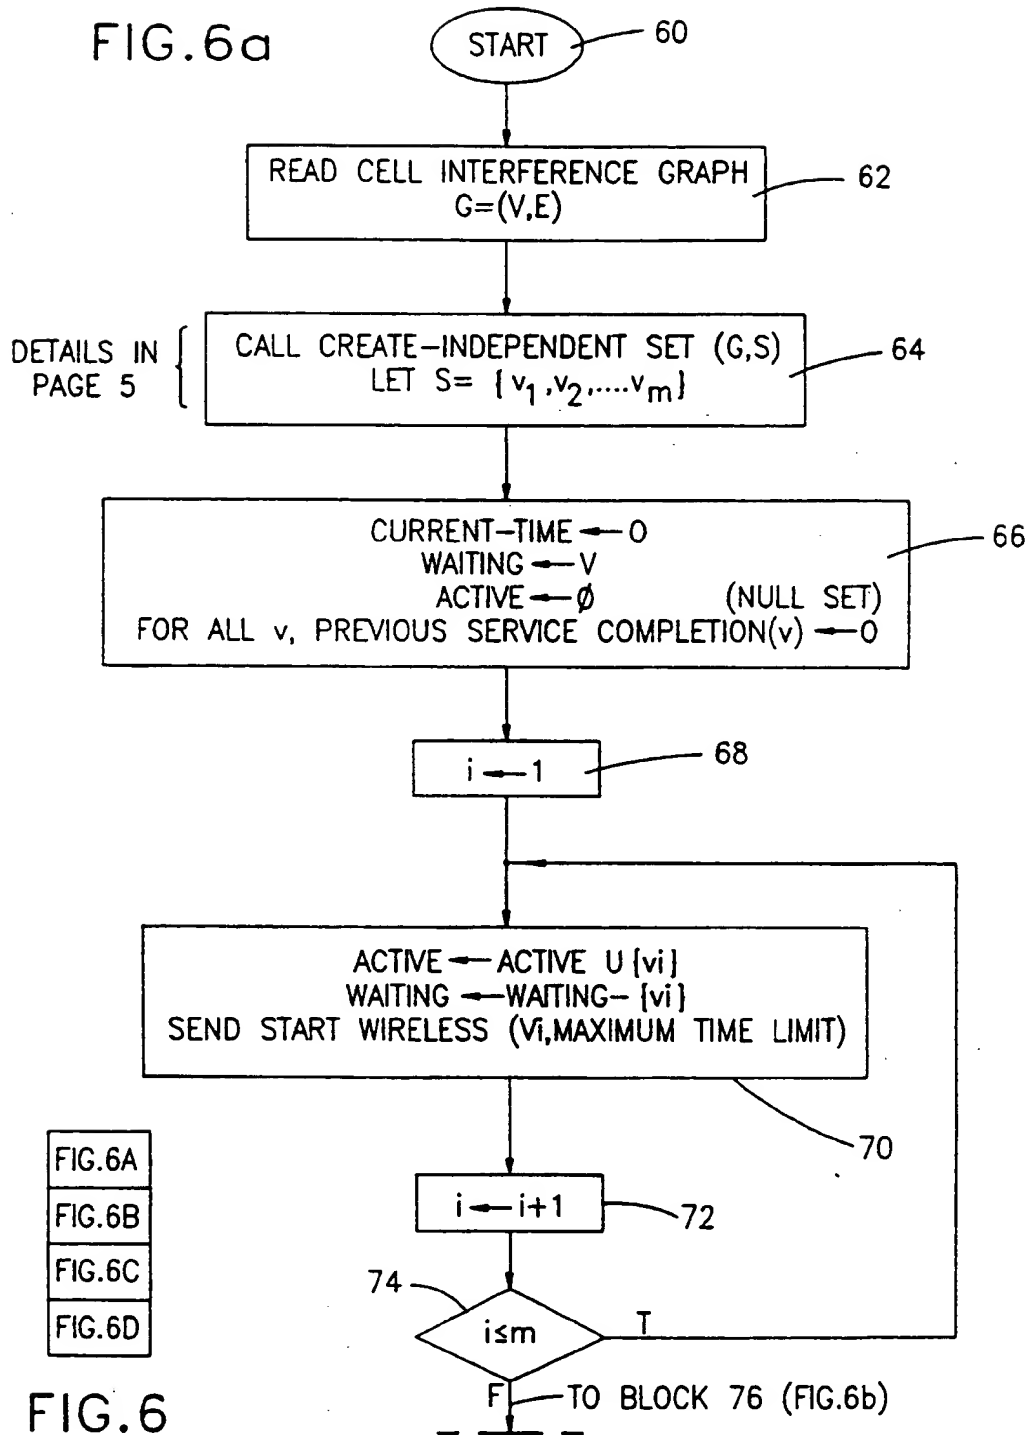 FIG.6a
START
60
READ CELL INTERFERENCE GRAPH
G=(V,E)
62
DETAILS IN
PAGE 5
CALL CREATE-INDEPENDENT SET (G,S)
LET S= {v1,v2,....vm}
64
CURRENT-TIME ← 0
WAITING ← V
ACTIVE ← ∅ (NULL SET)
FOR ALL v, PREVIOUS SERVICE COMPLETION(v) ← 0
66
i ← 1
68
ACTIVE ← ACTIVE U {vi}
WAITING ← WAITING- {vi}
SEND START WIRELESS (Vi,MAXIMUM TIME LIMIT)
70
i ← i+1
72
74
i≤m
T
F
TO BLOCK 76 (FIG.6b)
FIG.6A
FIG.6B
FIG.6C
FIG.6D
FIG.6